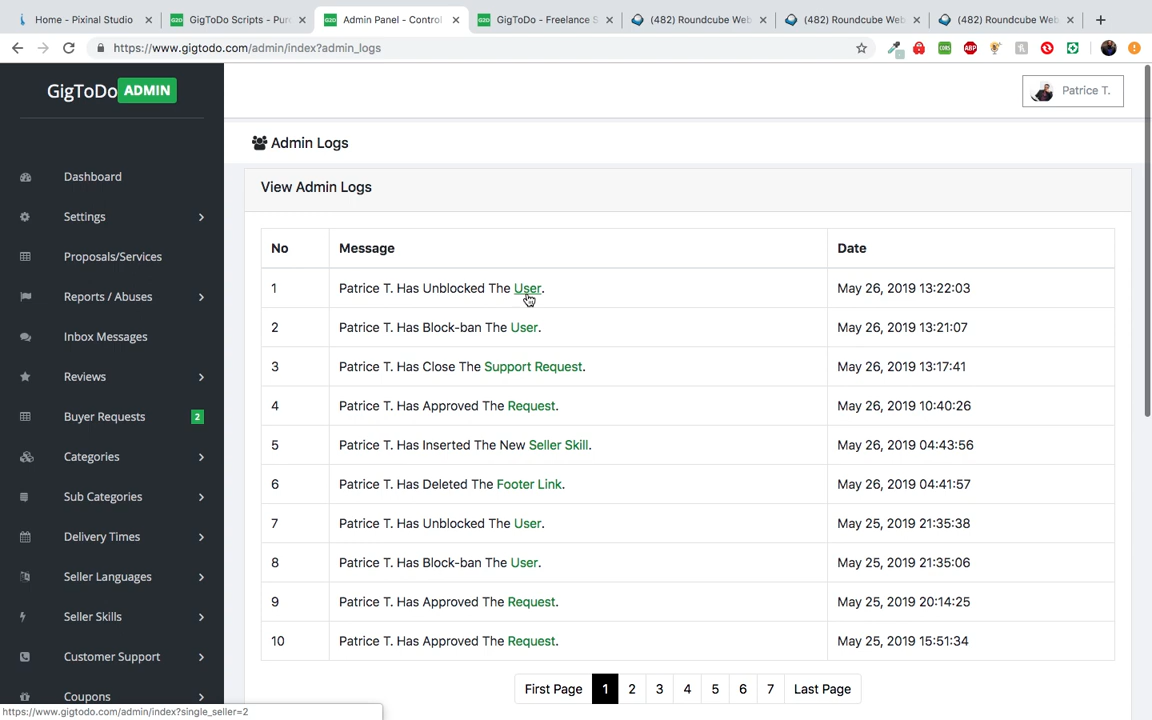 Home - Pixinal Studio
GigToDo Scripts - Pur
Admin Panel - Control
GigToDo - Freelance S
(482) Roundcube Web
(482) Roundcube Web
(482) Roundcube Web
https://www.gigtodo.com/admin/index?admin_logs
GigToDo ADMIN
Patrice T.
Dashboard
Settings
Proposals/Services
Reports / Abuses
Inbox Messages
Reviews
Buyer Requests 2
Categories
Sub Categories
Delivery Times
Seller Languages
Seller Skills
Customer Support
Coupons
Admin Logs
View Admin Logs
No Message Date
1 Patrice T. Has Unblocked The User. May 26, 2019 13:22:03
2 Patrice T. Has Block-ban The User. May 26, 2019 13:21:07
3 Patrice T. Has Close The Support Request. May 26, 2019 13:17:41
4 Patrice T. Has Approved The Request. May 26, 2019 10:40:26
5 Patrice T. Has Inserted The New Seller Skill. May 26, 2019 04:43:56
6 Patrice T. Has Deleted The Footer Link. May 26, 2019 04:41:57
7 Patrice T. Has Unblocked The User. May 25, 2019 21:35:38
8 Patrice T. Has Block-ban The User. May 25, 2019 21:35:06
9 Patrice T. Has Approved The Request. May 25, 2019 20:14:25
10 Patrice T. Has Approved The Request. May 25, 2019 15:51:34
First Page 1 2 3 4 5 6 7 Last Page
https://www.gigtodo.com/admin/index?single_seller=2